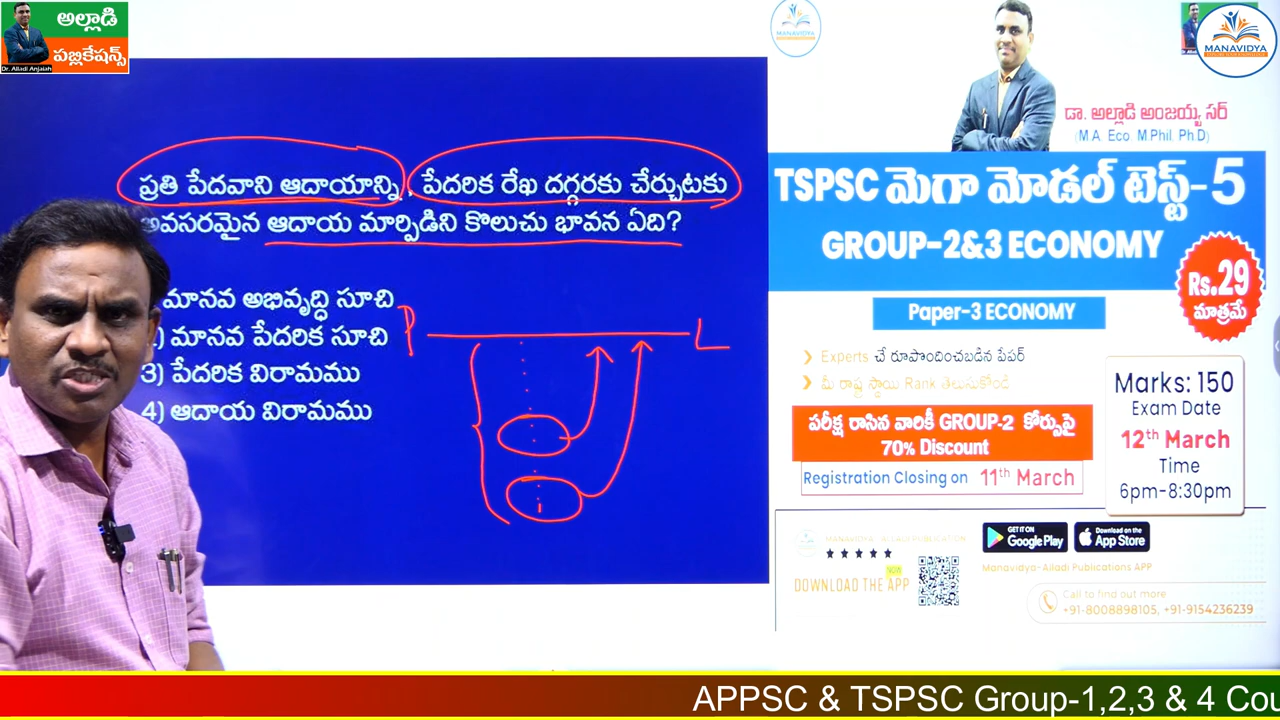 అల్లాడి
పబ్లికేషన్స్
Dr. Alladi Anjaiah
ప్రతి పేదవాని ఆదాయాన్ని, పేదరిక రేఖ దగ్గరకు చేర్చుటకు
అవసరమైన ఆదాయ మార్పిడిని కొలుచు భావన ఏది?
మానవ అభివృద్ధి సూచి
) మానవ పేదరిక సూచి
3) పేదరిక విరామము
4) ఆదాయ విరామము
P L
MANAVIDYA
డా. అల్లాడి అంజయ్య సర్
(M.A. Eco. M.Phil. Ph.D)
TSPSC మెగా మోడల్ టెస్ట్-5
GROUP-2&3 ECONOMY
Rs.29
మాత్రమే
Paper-3 ECONOMY
Experts చే రూపొందించబడిన పేపర్
మీ రాష్ట్ర స్థాయి Rank తెలుసుకోండి
పరీక్ష రాసిన వారికీ GROUP-2 కోర్సుపై
70% Discount
Registration Closing on 11th March
Marks: 150
Exam Date
12th March
Time
6pm-8:30pm
MANAVIDYA - ALLADI PUBLICATION
DOWNLOAD THE APP
GET IT ON
Google Play
Download on the
App Store
Manavidya-Alladi Publications APP
Call to find out more
+91-8008898105, +91-9154236239
APPSC & TSPSC Group-1,2,3 & 4 Cou